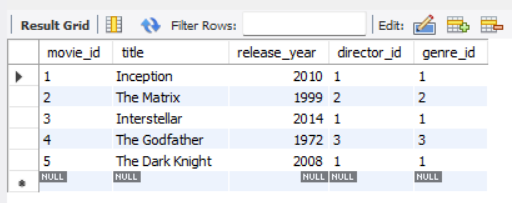 Result Grid Filter Rows: Edit:
movie_id title release_year director_id genre_id
1 Inception 2010 1 1
2 The Matrix 1999 2 2
3 Interstellar 2014 1 1
4 The Godfather 1972 3 3
5 The Dark Knight 2008 1 1
NULL NULL NULL NULL NULL